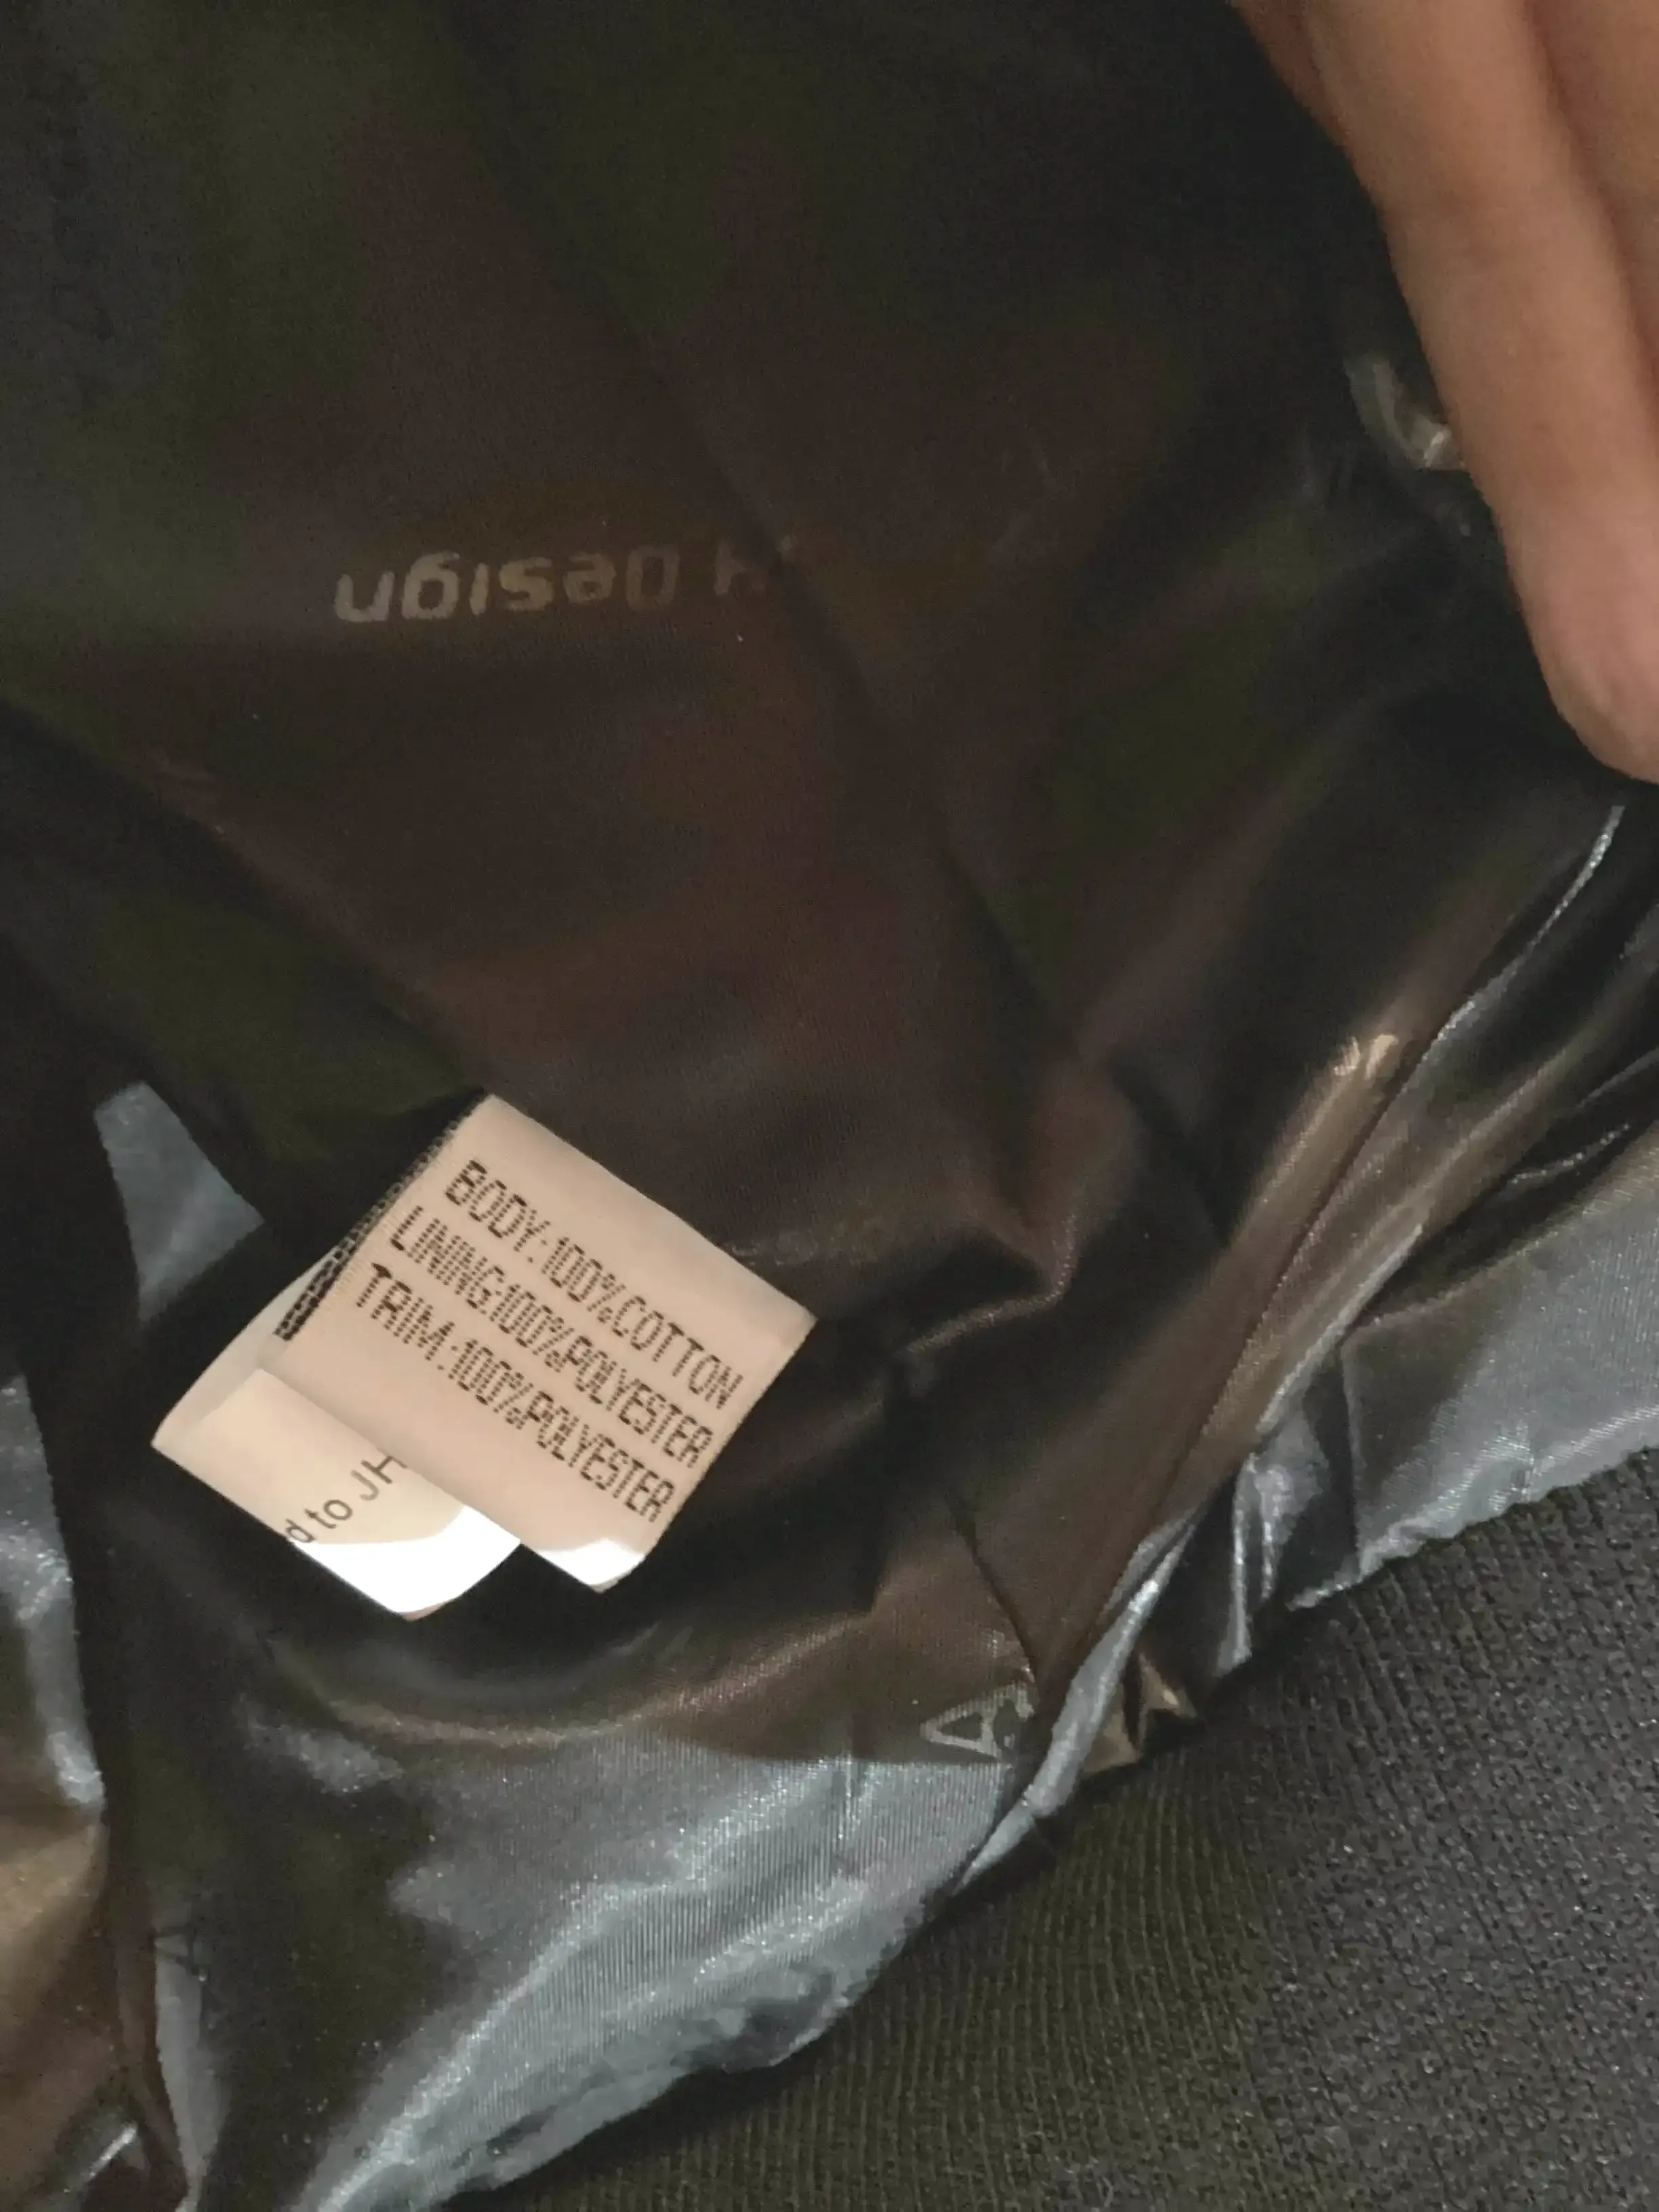 design
BODY:100%COTTON
LINING:100%POLYESTER
TRIM:100%POLYESTER
d to JH